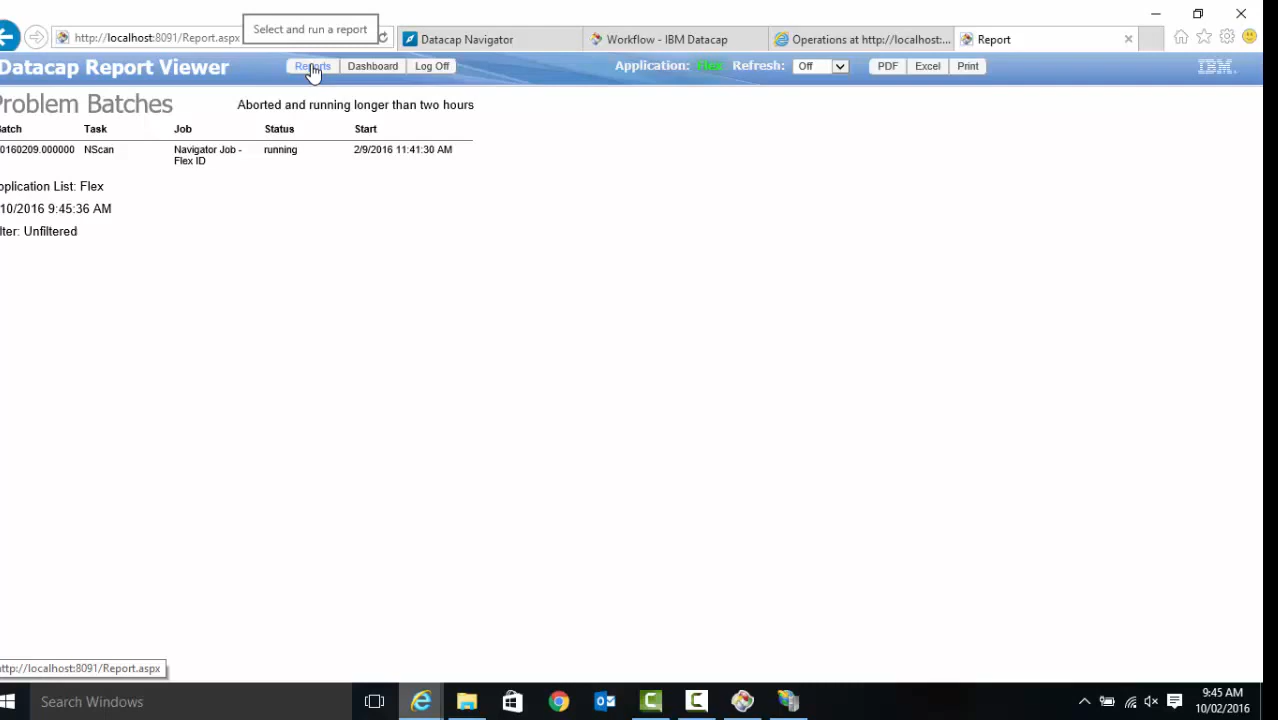 Select and run a report
http://localhost:8091/Report.aspx
Datacap Navigator
Workflow - IBM Datacap
Operations at http://localhost:...
Report
Datacap Report Viewer
Reports
Dashboard
Log Off
Application: Flex
Refresh:
Off
PDF
Excel
Print
IBM
roblem Batches
Aborted and running longer than two hours
atch Task Job Status Start
0160209.000000 NScan Navigator Job - running 2/9/2016 11:41:30 AM
Flex ID
pplication List: Flex
10/2016 9:45:36 AM
lter: Unfiltered
ttp://localhost:8091/Report.aspx
Search Windows
9:45 AM
10/02/2016